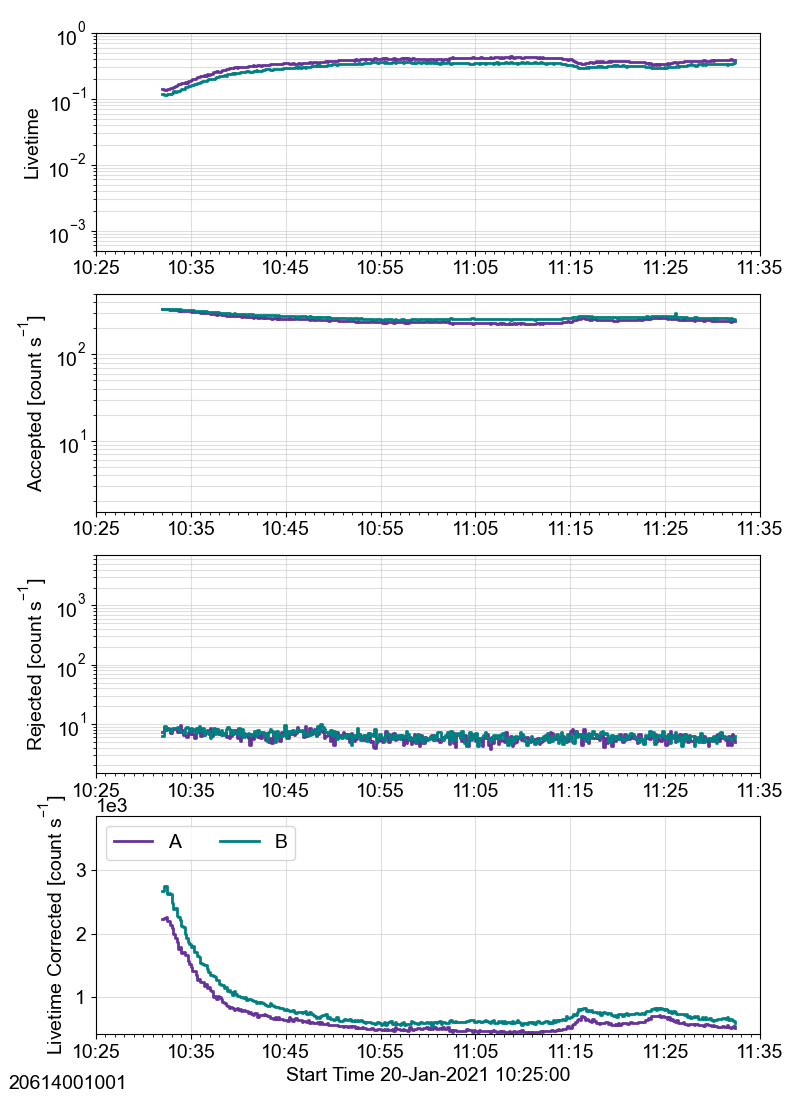 10^0
10^−1
10^−2
10^−3
Livetime
10:25 10:35 10:45 10:55 11:05 11:15 11:25 11:35
10^2
10^1
Accepted [count s^−1]
10:25 10:35 10:45 10:55 11:05 11:15 11:25 11:35
10^3
10^2
10^1
Rejected [count s^−1]
10:25 10:35 10:45 10:55 11:05 11:15 11:25 11:35
1e3
A B
3
2
1
Livetime Corrected [count s^−1]
10:25 10:35 10:45 10:55 11:05 11:15 11:25 11:35
Start Time 20-Jan-2021 10:25:00
20614001001